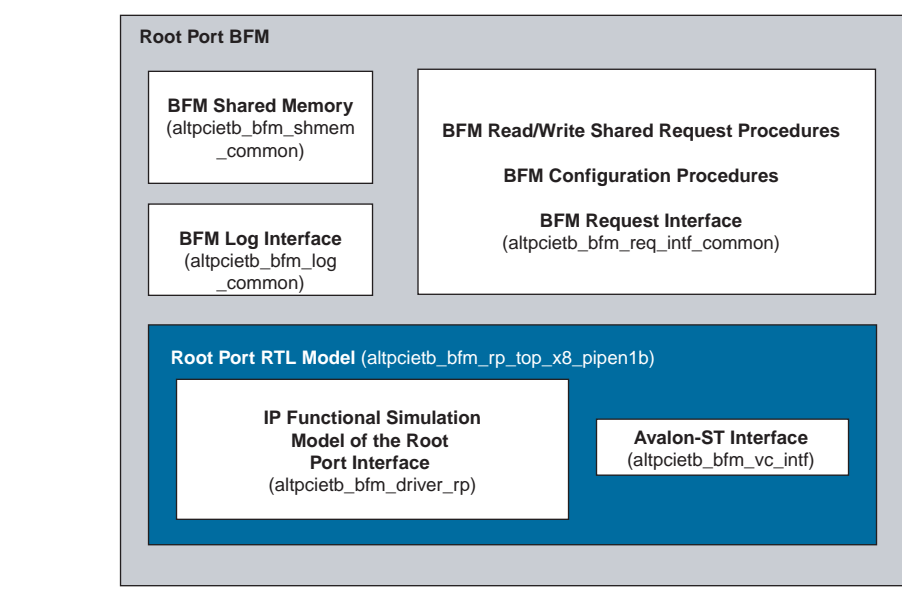 Root Port BFM
BFM Shared Memory
(altpcietb_bfm_shmem
_common)
BFM Log Interface
(altpcietb_bfm_log
_common)
BFM Read/Write Shared Request Procedures
BFM Configuration Procedures
BFM Request Interface
(altpcietb_bfm_req_intf_common)
Root Port RTL Model (altpcietb_bfm_rp_top_x8_pipen1b)
IP Functional Simulation
Model of the Root
Port Interface
(altpcietb_bfm_driver_rp)
Avalon-ST Interface
(altpcietb_bfm_vc_intf)